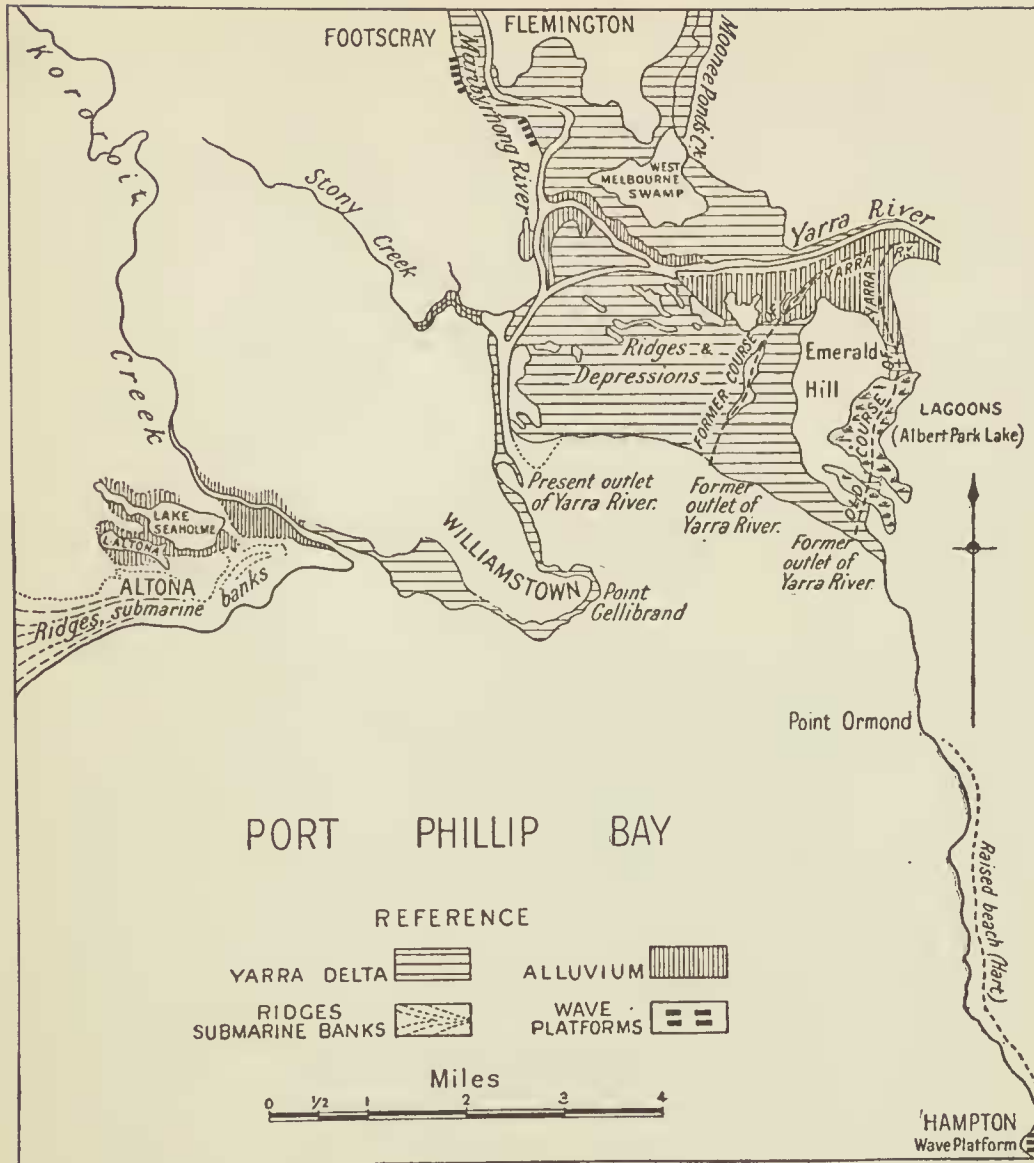 FOOTSCRAY
FLEMINGTON
Kororoit
Creek
Maribyrnong River
Moonee Ponds Ck
Stony
Creek
WEST
MELBOURNE
SWAMP
Yarra River
YARRA
YARRA RV.
Ridges &
Depressions
FORMER COURSE
Emerald
Hill
OLD COURSE OF
LAGOONS
(Albert Park Lake)
Present outlet
of Yarra River.
Former
outlet of
Yarra River.
Former
outlet of
Yarra River.
LAKE
SEAHOLME
L. ALTONA
ALTONA
Ridges, submarine banks
WILLIAMSTOWN
Point
Gellibrand
Point Ormond
Raised beach (Hart)
PORT PHILLIP BAY
REFERENCE
YARRA DELTA
ALLUVIUM
RIDGES
SUBMARINE BANKS
WAVE
PLATFORMS
Miles
0 1/2 1 2 3 4
HAMPTON
Wave Platform